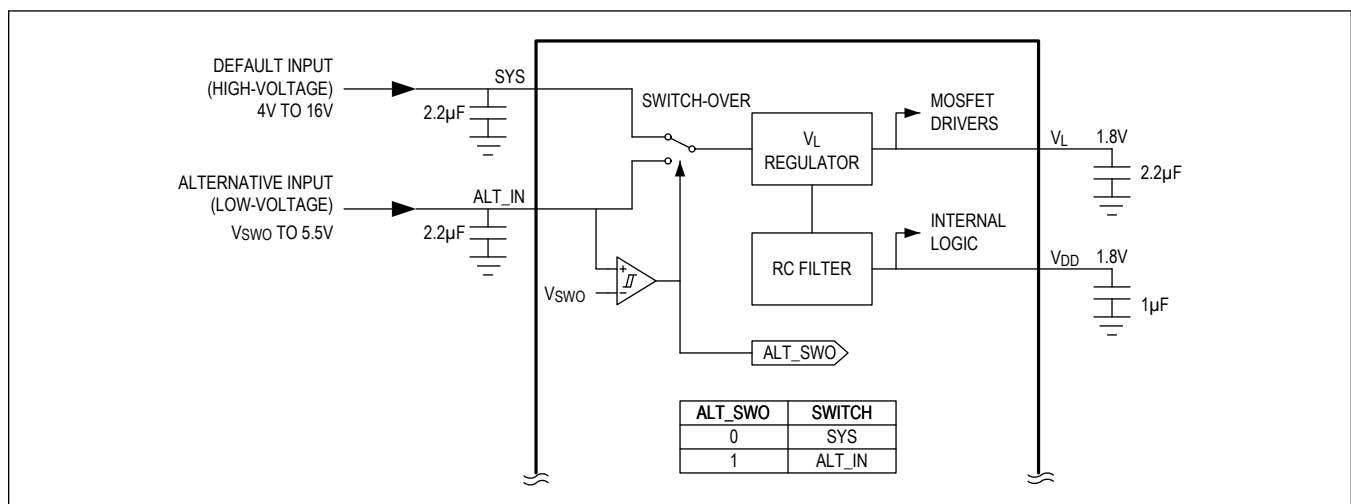 DEFAULT INPUT
(HIGH-VOLTAGE)
4V TO 16V
SYS
2.2µF
SWITCH-OVER
MOSFET
DRIVERS
VL
REGULATOR
VL 1.8V
2.2µF
ALTERNATIVE INPUT
(LOW-VOLTAGE)
VSWO TO 5.5V
ALT_IN
2.2µF
INTERNAL
LOGIC
RC FILTER
VDD 1.8V
1µF
+
VSWO
−
ALT_SWO
ALT_SWO SWITCH
0 SYS
1 ALT_IN